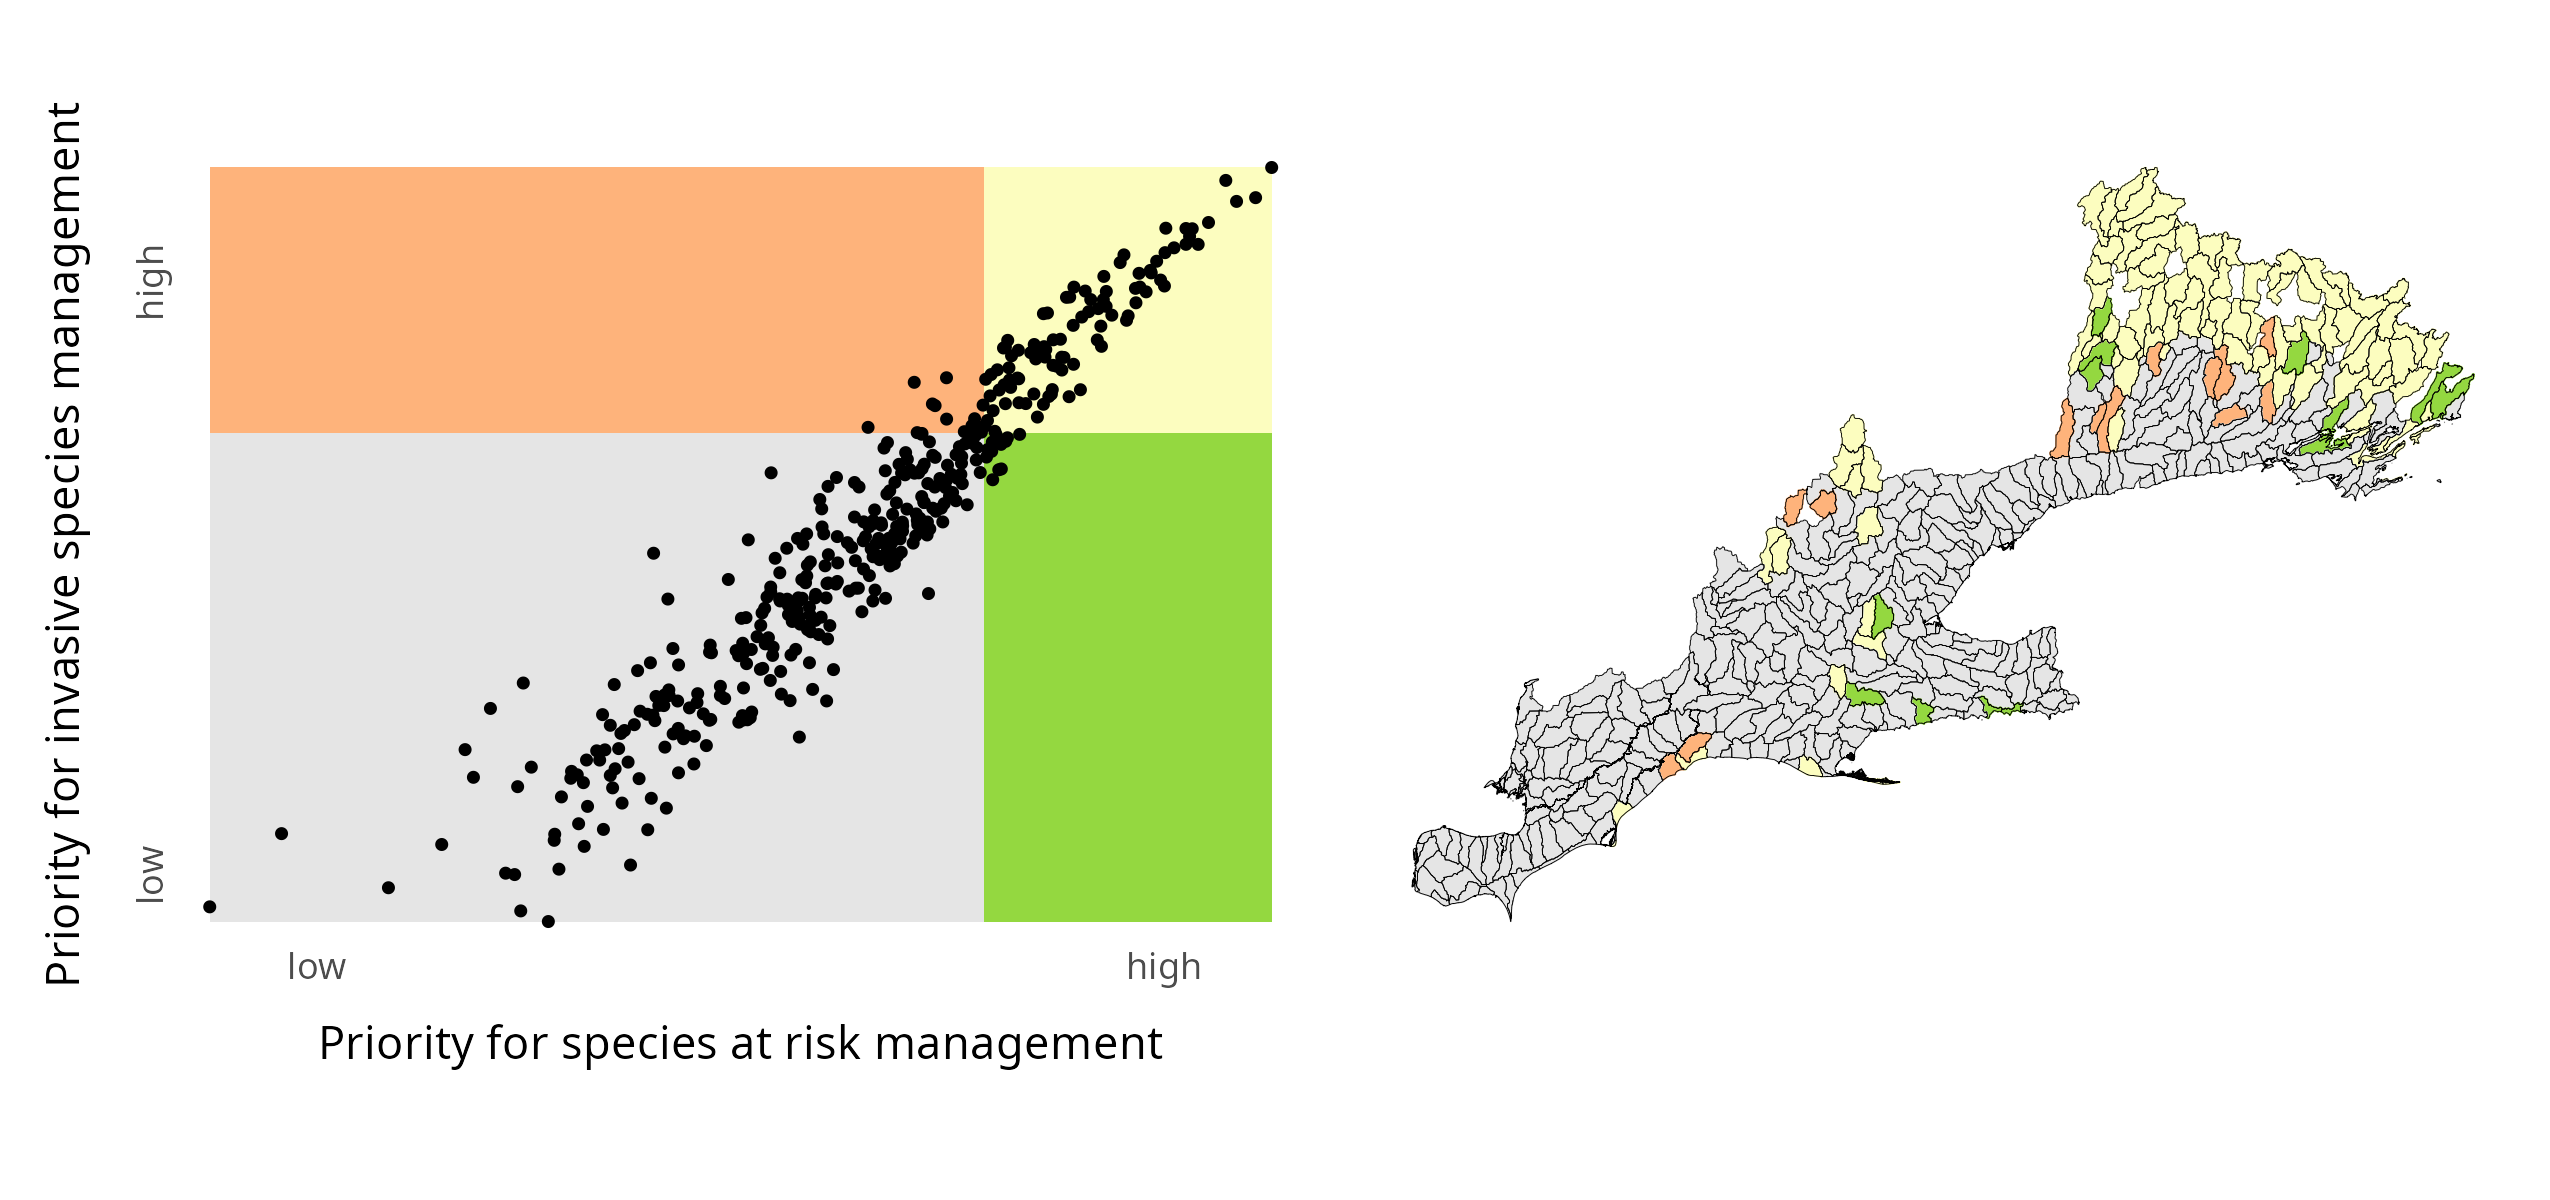 Priority for invasive species management
high
low
low
high
Priority for species at risk management